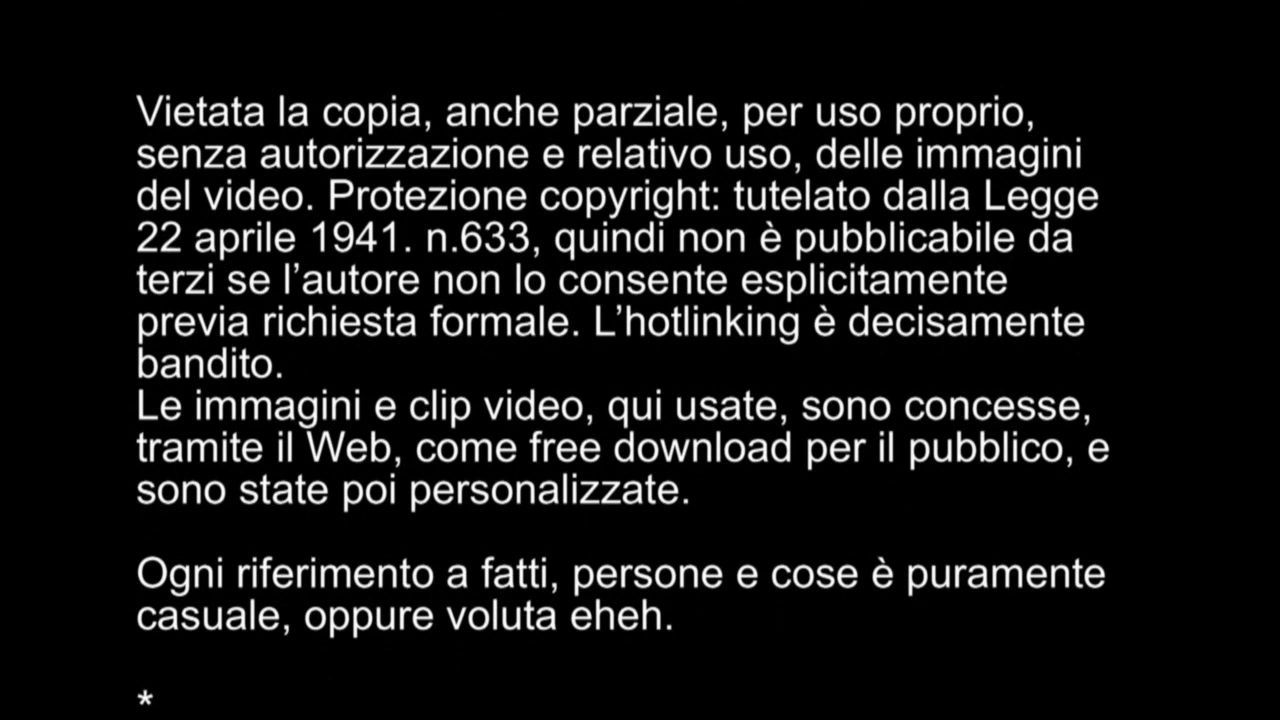 Vietata la copia, anche parziale, per uso proprio,
senza autorizzazione e relativo uso, delle immagini
del video. Protezione copyright: tutelato dalla Legge
22 aprile 1941. n.633, quindi non è pubblicabile da
terzi se l’autore non lo consente esplicitamente
previa richiesta formale. L’hotlinking è decisamente
bandito.
Le immagini e clip video, qui usate, sono concesse,
tramite il Web, come free download per il pubblico, e
sono state poi personalizzate.
Ogni riferimento a fatti, persone e cose è puramente
casuale, oppure voluta eheh.
*